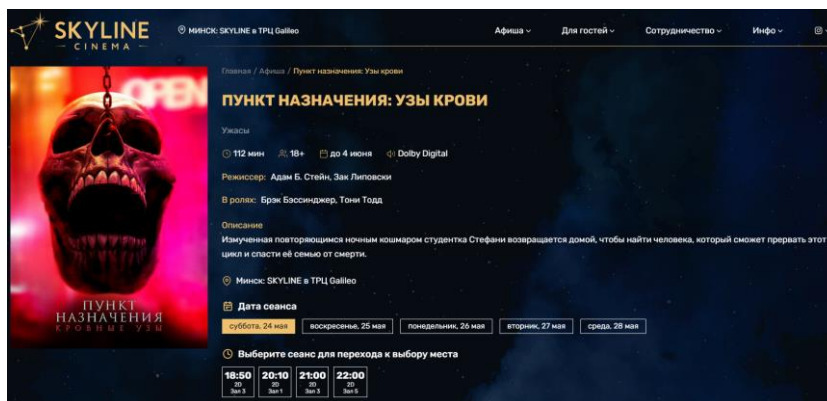 SKYLINE
CINEMA
МИНСК: SKYLINE в ТРЦ Galileo
Афиша
Для гостей
Сотрудничество
Инфо
Главная / Афиша / Пункт назначения: Узы крови
OPEN
ПУНКТ НАЗНАЧЕНИЯ: УЗЫ КРОВИ
Ужасы
112 мин 18+ до 4 июня Dolby Digital
Режиссер: Адам Б. Стейн, Зак Липовски
В ролях: Брэк Бэссинджер, Тони Тодд
Описание
Измученная повторяющимся ночным кошмаром студентка Стефани возвращается домой, чтобы найти человека, который сможет прервать этот
цикл и спасти её семью от смерти.
Минск: SKYLINE в ТРЦ Galileo
ПУНКТ
НАЗНАЧЕНИЯ
КРОВНЫЕ УЗЫ
Дата сеанса
суббота, 24 мая
воскресенье, 25 мая
понедельник, 26 мая
вторник, 27 мая
среда, 28 мая
Выберите сеанс для перехода к выбору места
18:50 20:10 21:00 22:00
2D 2D 2D 2D
Зал 3 Зал 1 Зал 3 Зал 5